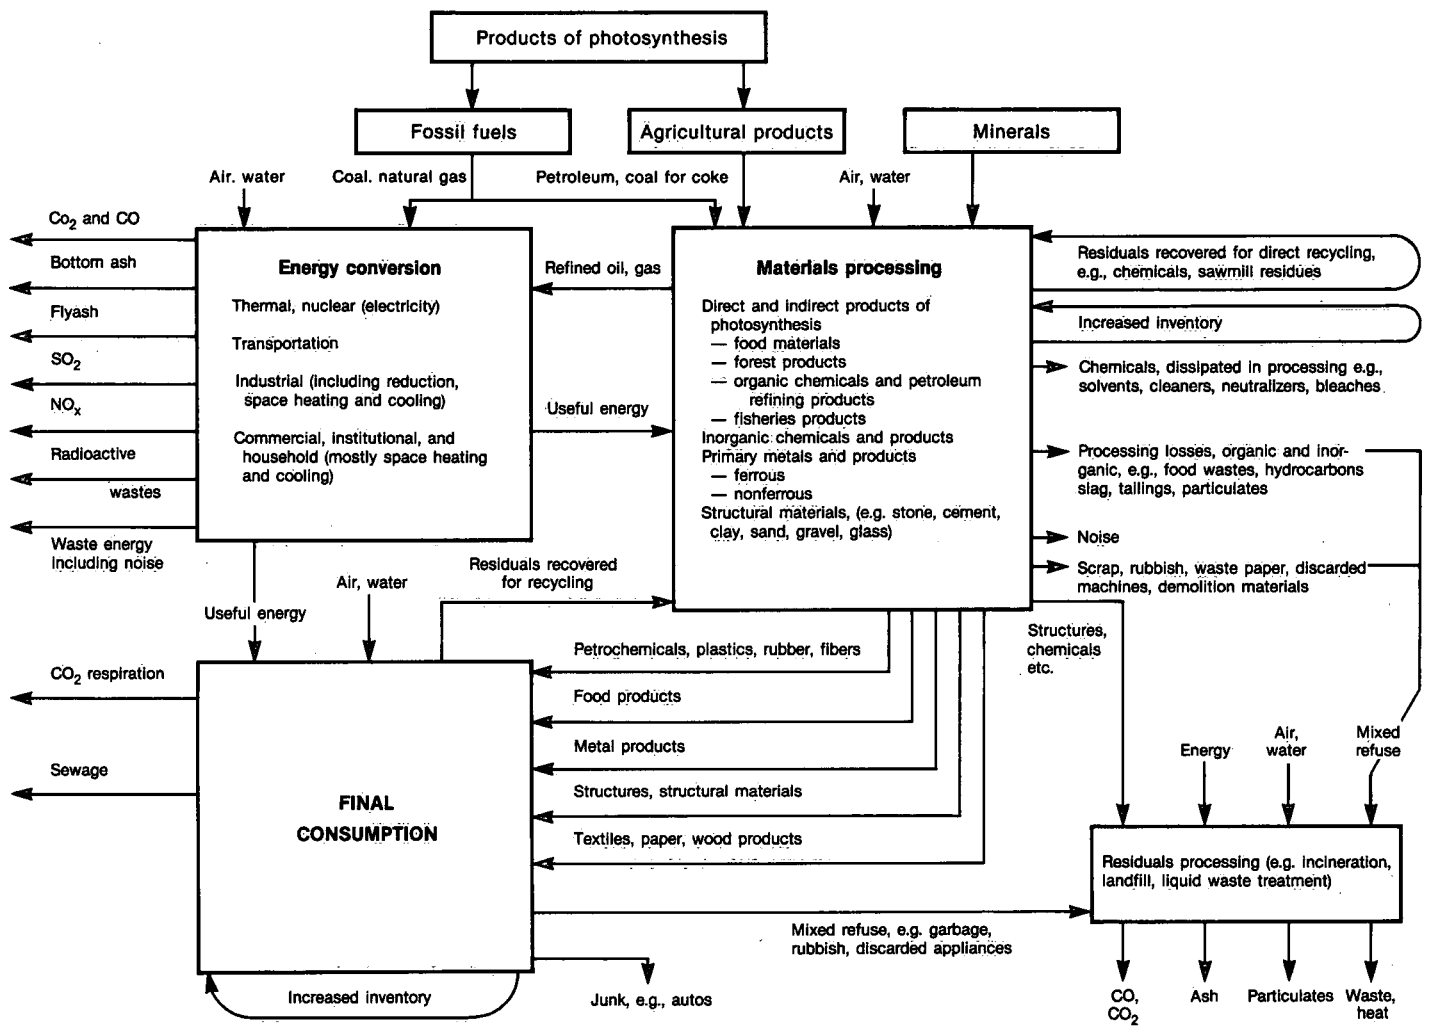 Products of photosynthesis
Fossil fuels
Agricultural products
Minerals
Air. water
Coal. natural gas
Petroleum, coal for coke
Air, water
Co2 and CO
Bottom ash
Flyash
SO2
NOx
Radioactive
wastes
Waste energy
including noise
Energy conversion
Thermal, nuclear (electricity)
Transportation
Industrial (including reduction,
space heating and cooling)
Commercial, institutional, and
household (mostly space heating
and cooling)
Refined oil, gas
Useful energy
Materials processing
Direct and indirect products of
photosynthesis
— food materials
— forest products
— organic chemicals and petroleum
refining products
— fisheries products
Inorganic chemicals and products
Primary metals and products
— ferrous
— nonferrous
Structural materials, (e.g. stone, cement,
clay, sand, gravel, glass)
Residuals recovered for direct recycling,
e.g., chemicals, sawmill residues
Increased inventory
Chemicals, dissipated in processing e.g.,
solvents, cleaners, neutralizers, bleaches
Processing losses, organic and inor-
ganic, e.g., food wastes, hydrocarbons
slag, tailings, particulates
Noise
Scrap, rubbish, waste paper, discarded
machines, demolition materials
Structures,
chemicals
etc.
Useful energy
Air, water
Residuals recovered
for recycling
CO2 respiration
Sewage
FINAL
CONSUMPTION
Petrochemicals, plastics, rubber, fibers
Food products
Metal products
Structures, structural materials
Textiles, paper, wood products
Mixed refuse, e.g. garbage,
rubbish, discarded appliances
Increased inventory
Junk, e.g., autos
Energy
Air,
water
Mixed
refuse
Residuals processing (e.g. incineration,
landfill, liquid waste treatment)
CO,
CO2
Ash
Particulates
Waste,
heat